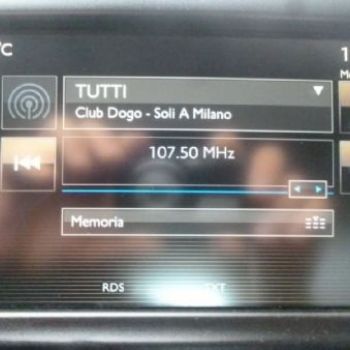 °C
TUTTI
Club Dogo - Soli A Milano
107.50 MHz
Memoria
RDS